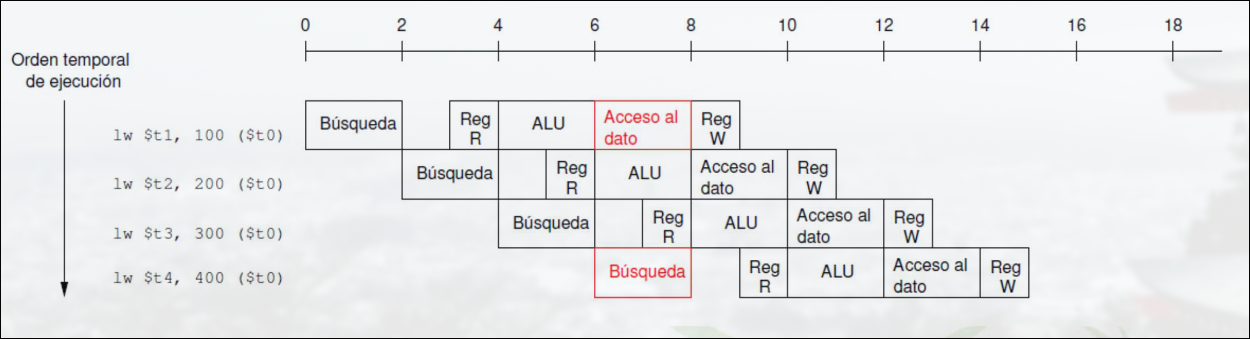 0 2 4 6 8 10 12 14 16 18
Orden temporal
de ejecución
lw $t1, 100 ($t0) Búsqueda Reg R ALU Acceso al dato Reg W
lw $t2, 200 ($t0) Búsqueda Reg R ALU Acceso al dato Reg W
lw $t3, 300 ($t0) Búsqueda Reg R ALU Acceso al dato Reg W
lw $t4, 400 ($t0) Búsqueda Reg R ALU Acceso al dato Reg W